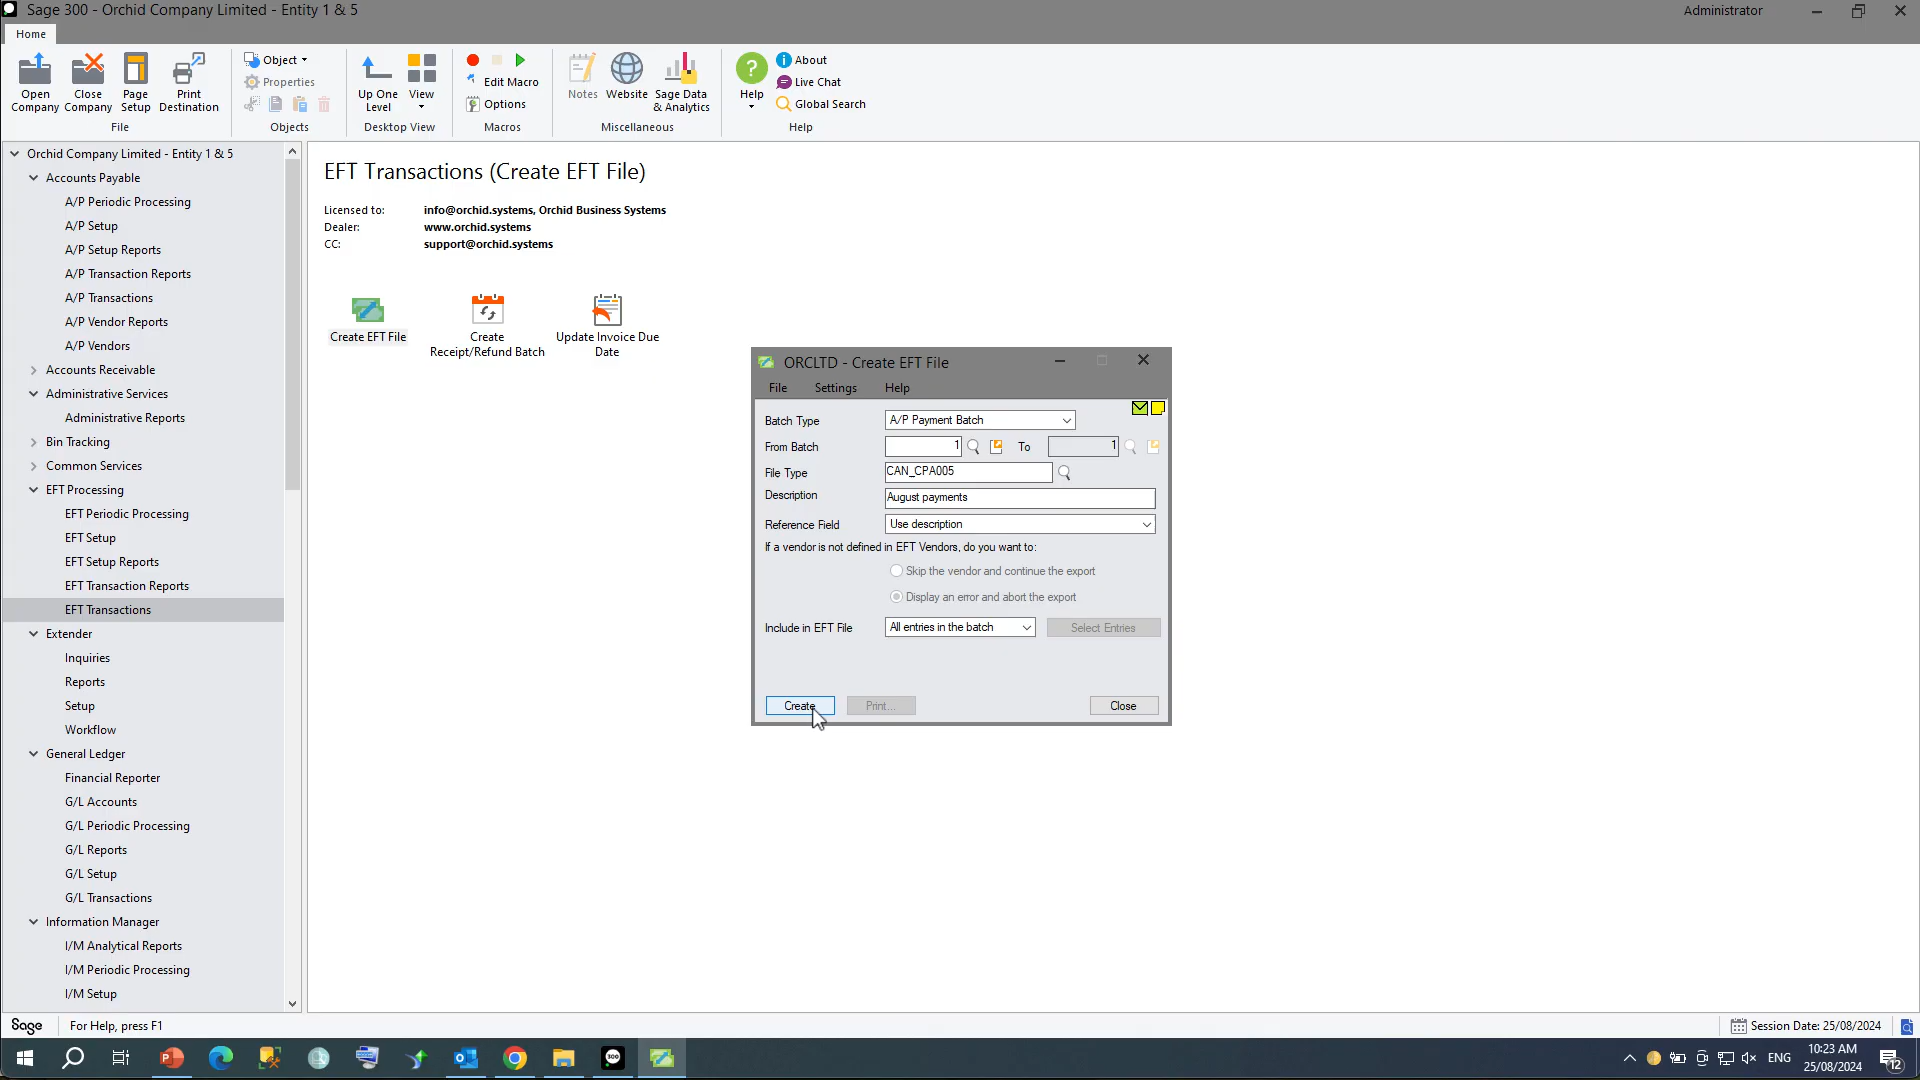 Sage 300 - Orchid Company Limited - Entity 1 & 5
Administrator
Home
Open Company
Close Company
Page Setup
Print Destination
File
Object
Properties
Objects
Up One Level
View
Desktop View
Edit Macro
Options
Macros
Notes
Website
Sage Data & Analytics
Miscellaneous
Help
About
Live Chat
Global Search
Help
Orchid Company Limited - Entity 1 & 5
Accounts Payable
A/P Periodic Processing
A/P Setup
A/P Setup Reports
A/P Transaction Reports
A/P Transactions
A/P Vendor Reports
A/P Vendors
Accounts Receivable
Administrative Services
Administrative Reports
Bin Tracking
Common Services
EFT Processing
EFT Periodic Processing
EFT Setup
EFT Setup Reports
EFT Transaction Reports
EFT Transactions
Extender
Inquiries
Reports
Setup
Workflow
General Ledger
Financial Reporter
G/L Accounts
G/L Periodic Processing
G/L Reports
G/L Setup
G/L Transactions
Information Manager
I/M Analytical Reports
I/M Periodic Processing
I/M Setup
EFT Transactions (Create EFT File)
Licensed to: info@orchid.systems, Orchid Business Systems
Dealer: www.orchid.systems
CC: support@orchid.systems
Create EFT File
Create Receipt/Refund Batch
Update Invoice Due Date
ORCLTD - Create EFT File
File Settings Help
Batch Type A/P Payment Batch
From Batch 1 To 1
File Type CAN_CPA005
Description August payments
Reference Field Use description
If a vendor is not defined in EFT Vendors, do you want to:
Skip the vendor and continue the export
Display an error and abort the export
Include in EFT File All entries in the batch Select Entries
Create Print... Close
Sage For Help, press F1
Session Date: 25/08/2024
300
ENG
10:23 AM
25/08/2024
12